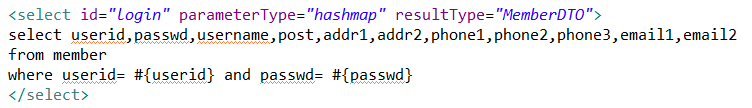 <select id="login" parameterType="hashmap" resultType="MemberDTO">
select userid,passwd,username,post,addr1,addr2,phone1,phone2,phone3,email1,email2
from member
where userid= #{userid} and passwd= #{passwd}
</select>